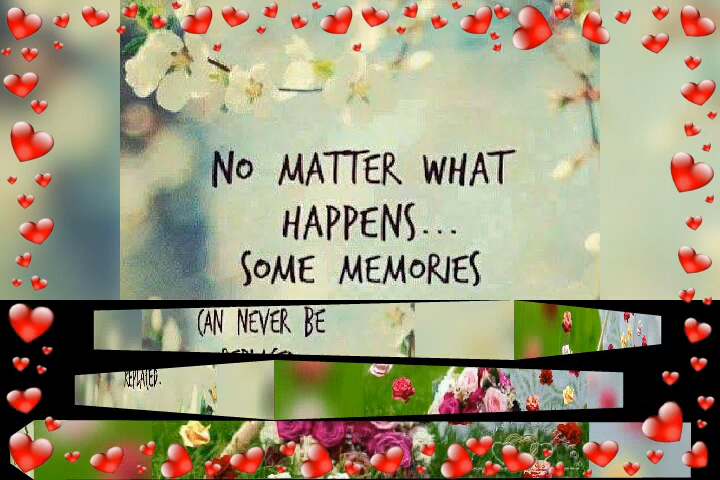 NO MATTER WHAT
HAPPENS...
SOME MEMORIES
CAN NEVER BE
REPLACED.